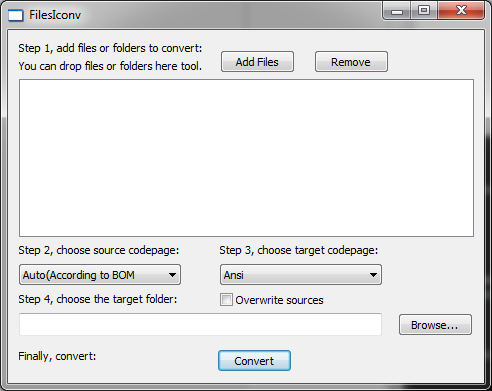 FilesIconv
Step 1, add files or folders to convert:
You can drop files or folders here tool.
Add Files
Remove
Step 2, choose source codepage:
Step 3, choose target codepage:
Auto(According to BOM
Ansi
Step 4, choose the target folder:
Overwrite sources
Browse...
Finally, convert:
Convert